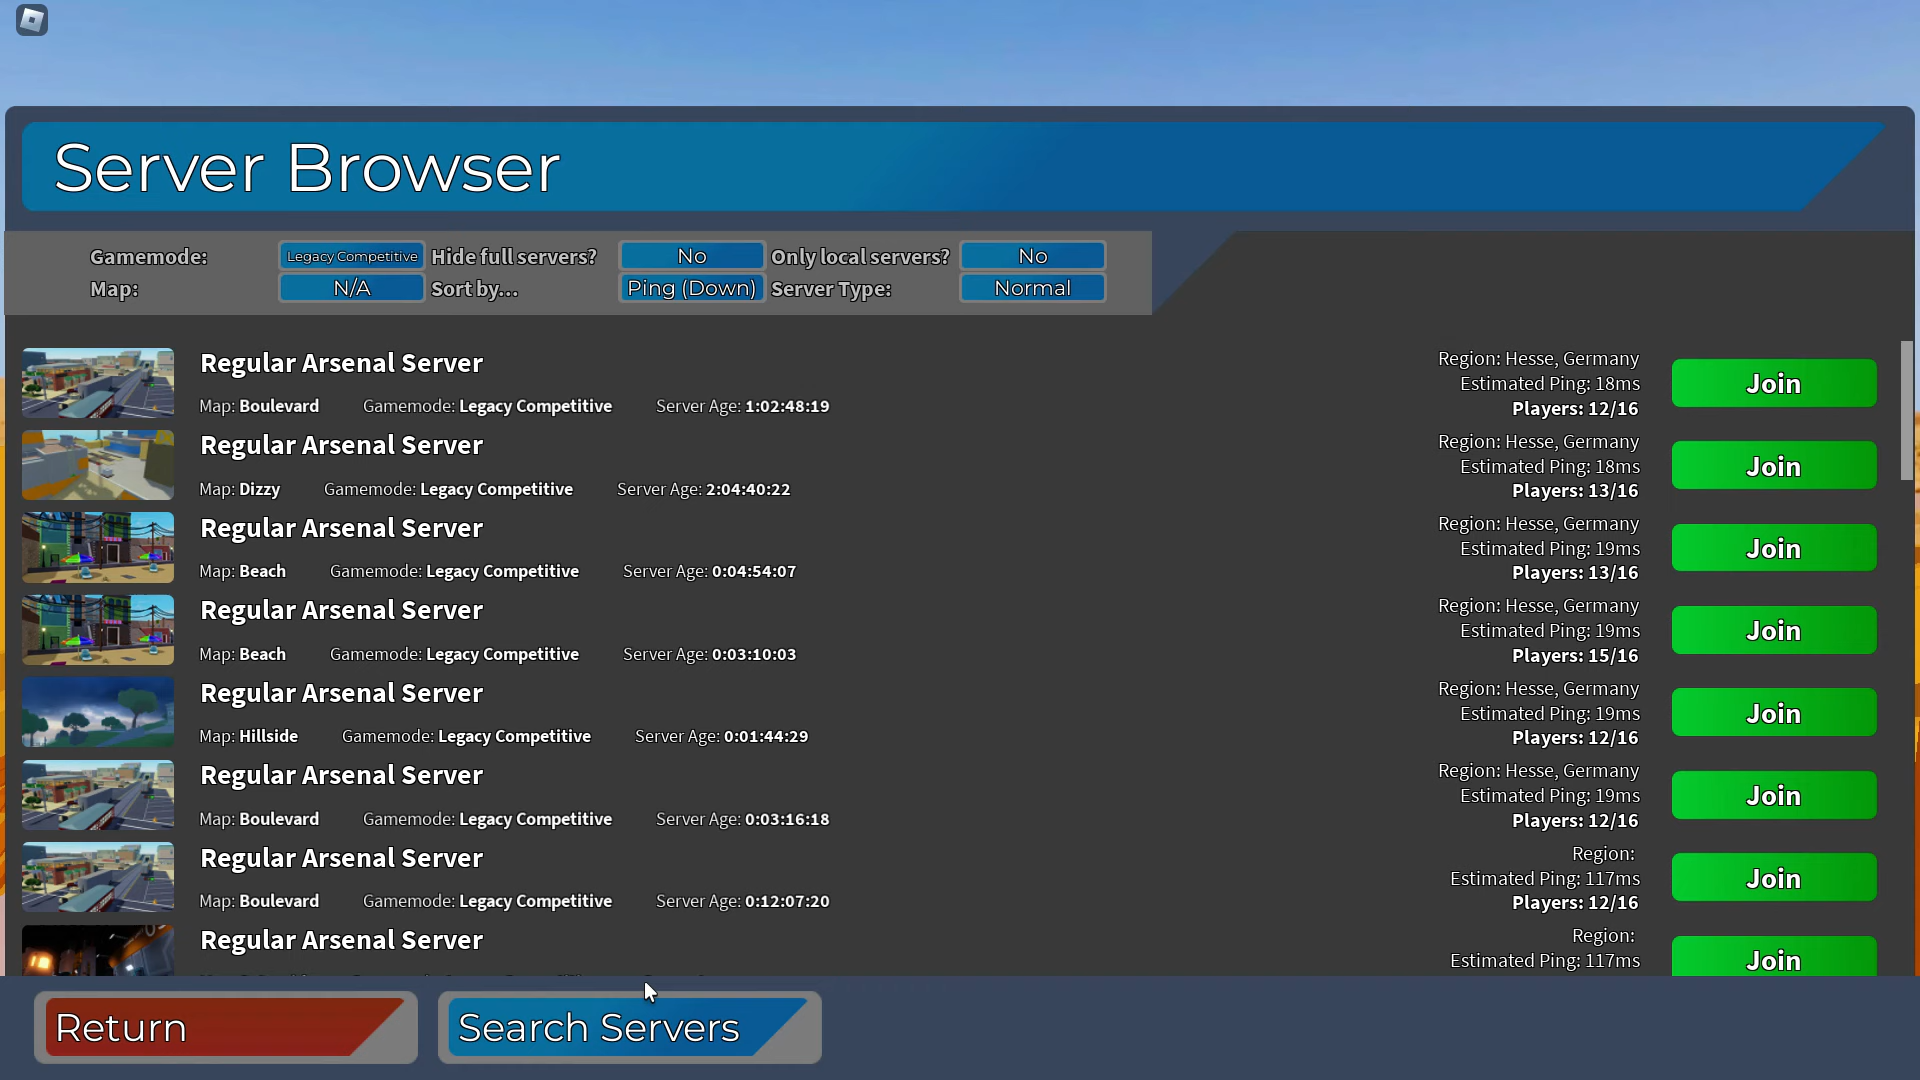 Server Browser
Gamemode: Legacy Competitive Hide full servers? No Only local servers? No
Map: N/A Sort by... Ping (Down) Server Type: Normal
Regular Arsenal Server
Map: Boulevard Gamemode: Legacy Competitive Server Age: 1:02:48:19
Region: Hesse, Germany
Estimated Ping: 18ms
Players: 12/16
Join
Regular Arsenal Server
Map: Dizzy Gamemode: Legacy Competitive Server Age: 2:04:40:22
Region: Hesse, Germany
Estimated Ping: 18ms
Players: 13/16
Join
Regular Arsenal Server
Map: Beach Gamemode: Legacy Competitive Server Age: 0:04:54:07
Region: Hesse, Germany
Estimated Ping: 19ms
Players: 13/16
Join
Regular Arsenal Server
Map: Beach Gamemode: Legacy Competitive Server Age: 0:03:10:03
Region: Hesse, Germany
Estimated Ping: 19ms
Players: 15/16
Join
Regular Arsenal Server
Map: Hillside Gamemode: Legacy Competitive Server Age: 0:01:44:29
Region: Hesse, Germany
Estimated Ping: 19ms
Players: 12/16
Join
Regular Arsenal Server
Map: Boulevard Gamemode: Legacy Competitive Server Age: 0:03:16:18
Region: Hesse, Germany
Estimated Ping: 19ms
Players: 12/16
Join
Regular Arsenal Server
Map: Boulevard Gamemode: Legacy Competitive Server Age: 0:12:07:20
Region:
Estimated Ping: 117ms
Players: 12/16
Join
Regular Arsenal Server
Region:
Estimated Ping: 117ms
Join
Return
Search Servers